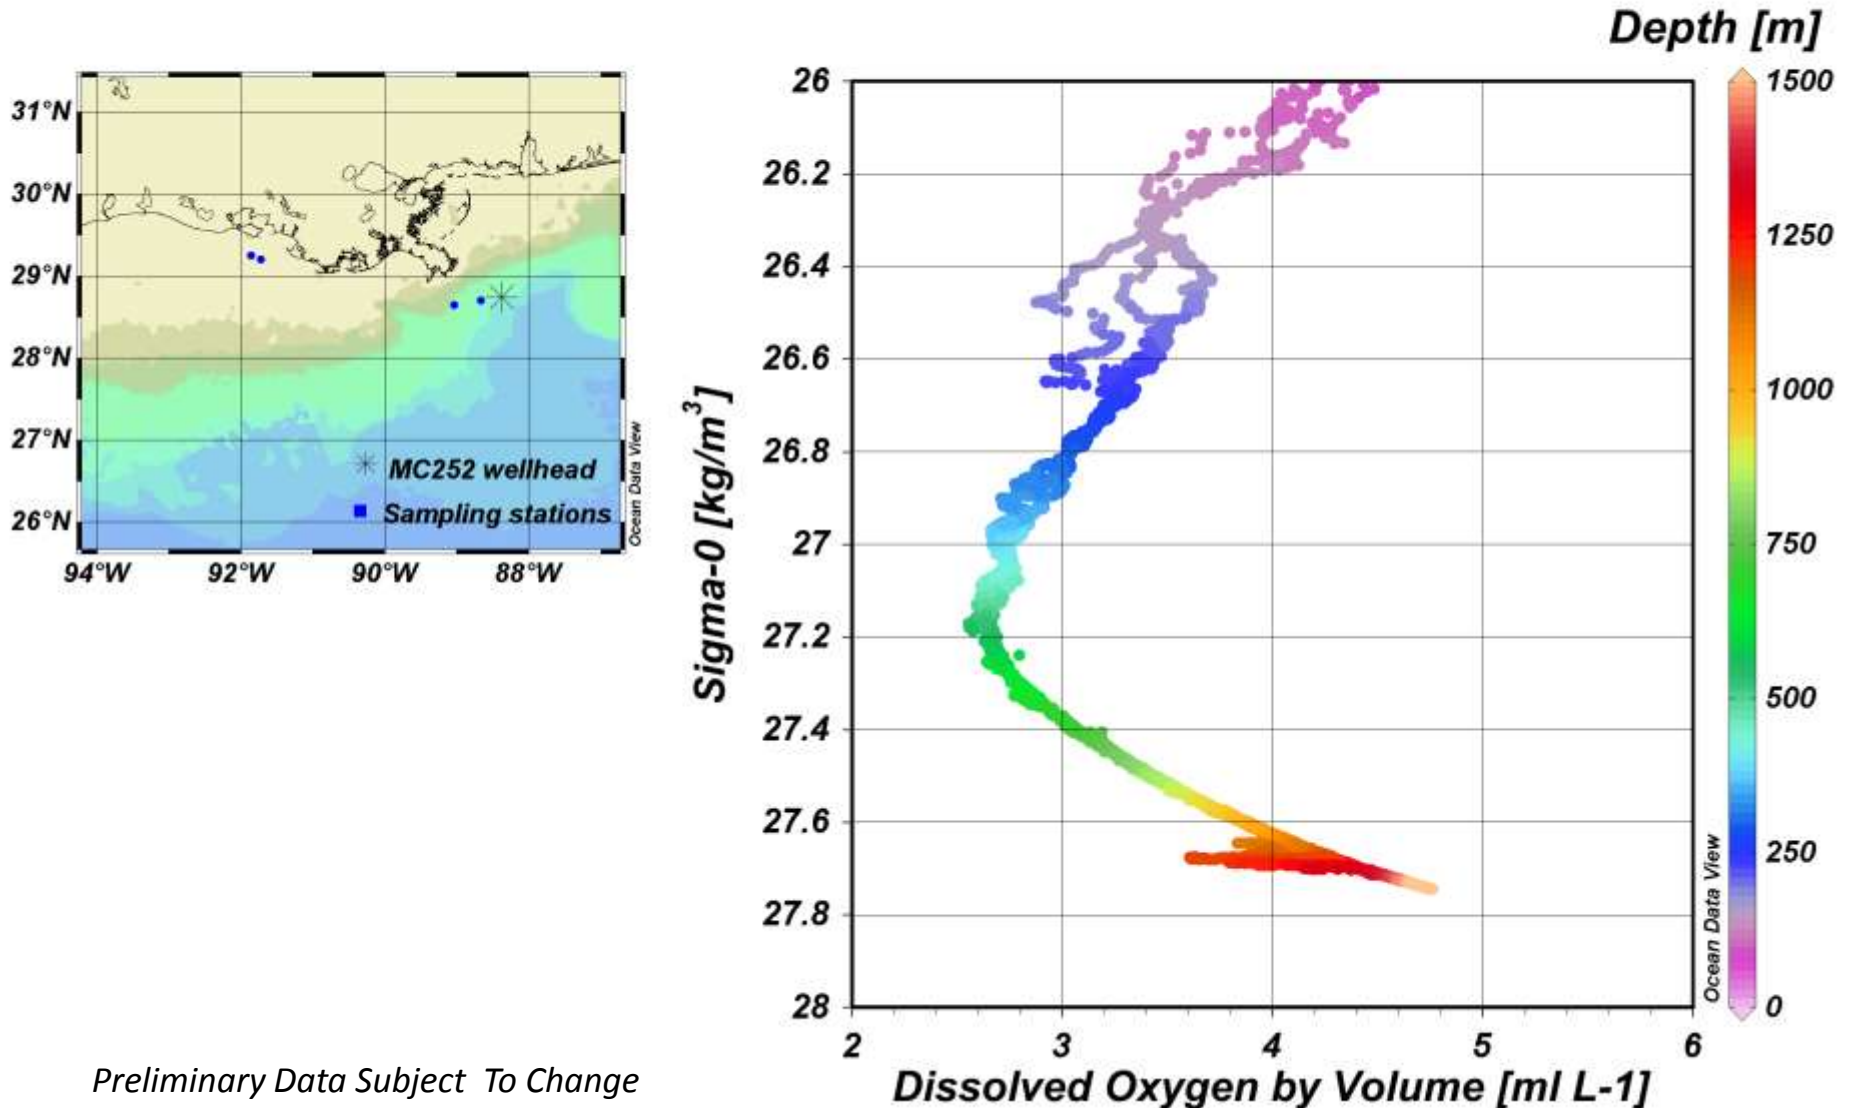 Depth [m]
31°N
30°N
29°N
28°N
27°N
26°N
94°W
92°W
90°W
88°W
MC252 wellhead
Sampling stations
Ocean Data View
Sigma-0 [kg/m³]
26
26.2
26.4
26.6
26.8
27
27.2
27.4
27.6
27.8
28
2
3
4
5
6
Dissolved Oxygen by Volume [ml L-1]
Ocean Data View
1500
1250
1000
750
500
250
0
Preliminary Data Subject To Change